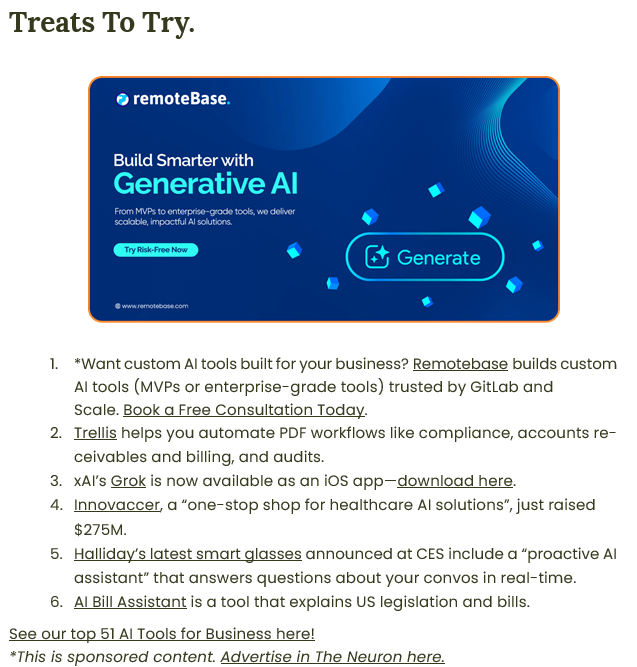 Treats To Try.
remoteBase.
Build Smarter with
Generative AI
From MVPs to enterprise-grade tools, we deliver
scalable, impactful AI solutions.
Try Risk-Free Now
Generate
www.remotebase.com
1. *Want custom AI tools built for your business? Remotebase builds custom
AI tools (MVPs or enterprise-grade tools) trusted by GitLab and
Scale. Book a Free Consultation Today.
2. Trellis helps you automate PDF workflows like compliance, accounts re-
ceivables and billing, and audits.
3. xAI’s Grok is now available as an iOS app—download here.
4. Innovaccer, a “one-stop shop for healthcare AI solutions”, just raised
$275M.
5. Halliday’s latest smart glasses announced at CES include a “proactive AI
assistant” that answers questions about your convos in real-time.
6. AI Bill Assistant is a tool that explains US legislation and bills.
See our top 51 AI Tools for Business here!
*This is sponsored content. Advertise in The Neuron here.